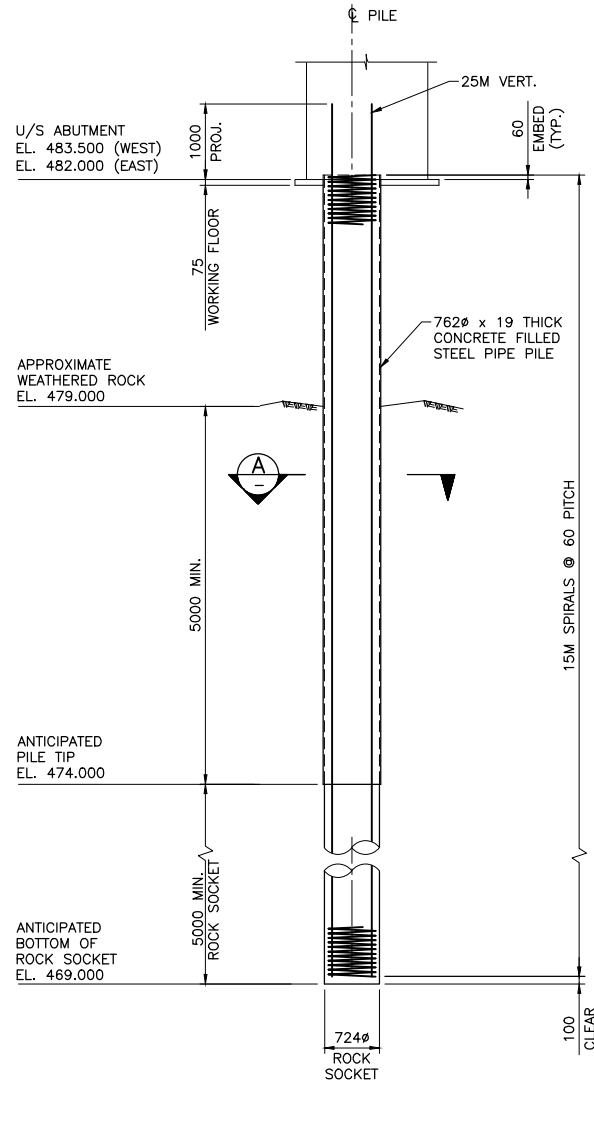 ℄ PILE
25M VERT.
U/S ABUTMENT
EL. 483.500 (WEST)
EL. 482.000 (EAST)
1000
PROJ.
60
EMBED
(TYP.)
75
WORKING FLOOR
762ø x 19 THICK
CONCRETE FILLED
STEEL PIPE PILE
APPROXIMATE
WEATHERED ROCK
EL. 479.000
A
–
5000 MIN.
15M SPIRALS @ 60 PITCH
ANTICIPATED
PILE TIP
EL. 474.000
5000 MIN.
ROCK SOCKET
ANTICIPATED
BOTTOM OF
ROCK SOCKET
EL. 469.000
724ø
ROCK
SOCKET
100
CLEAR